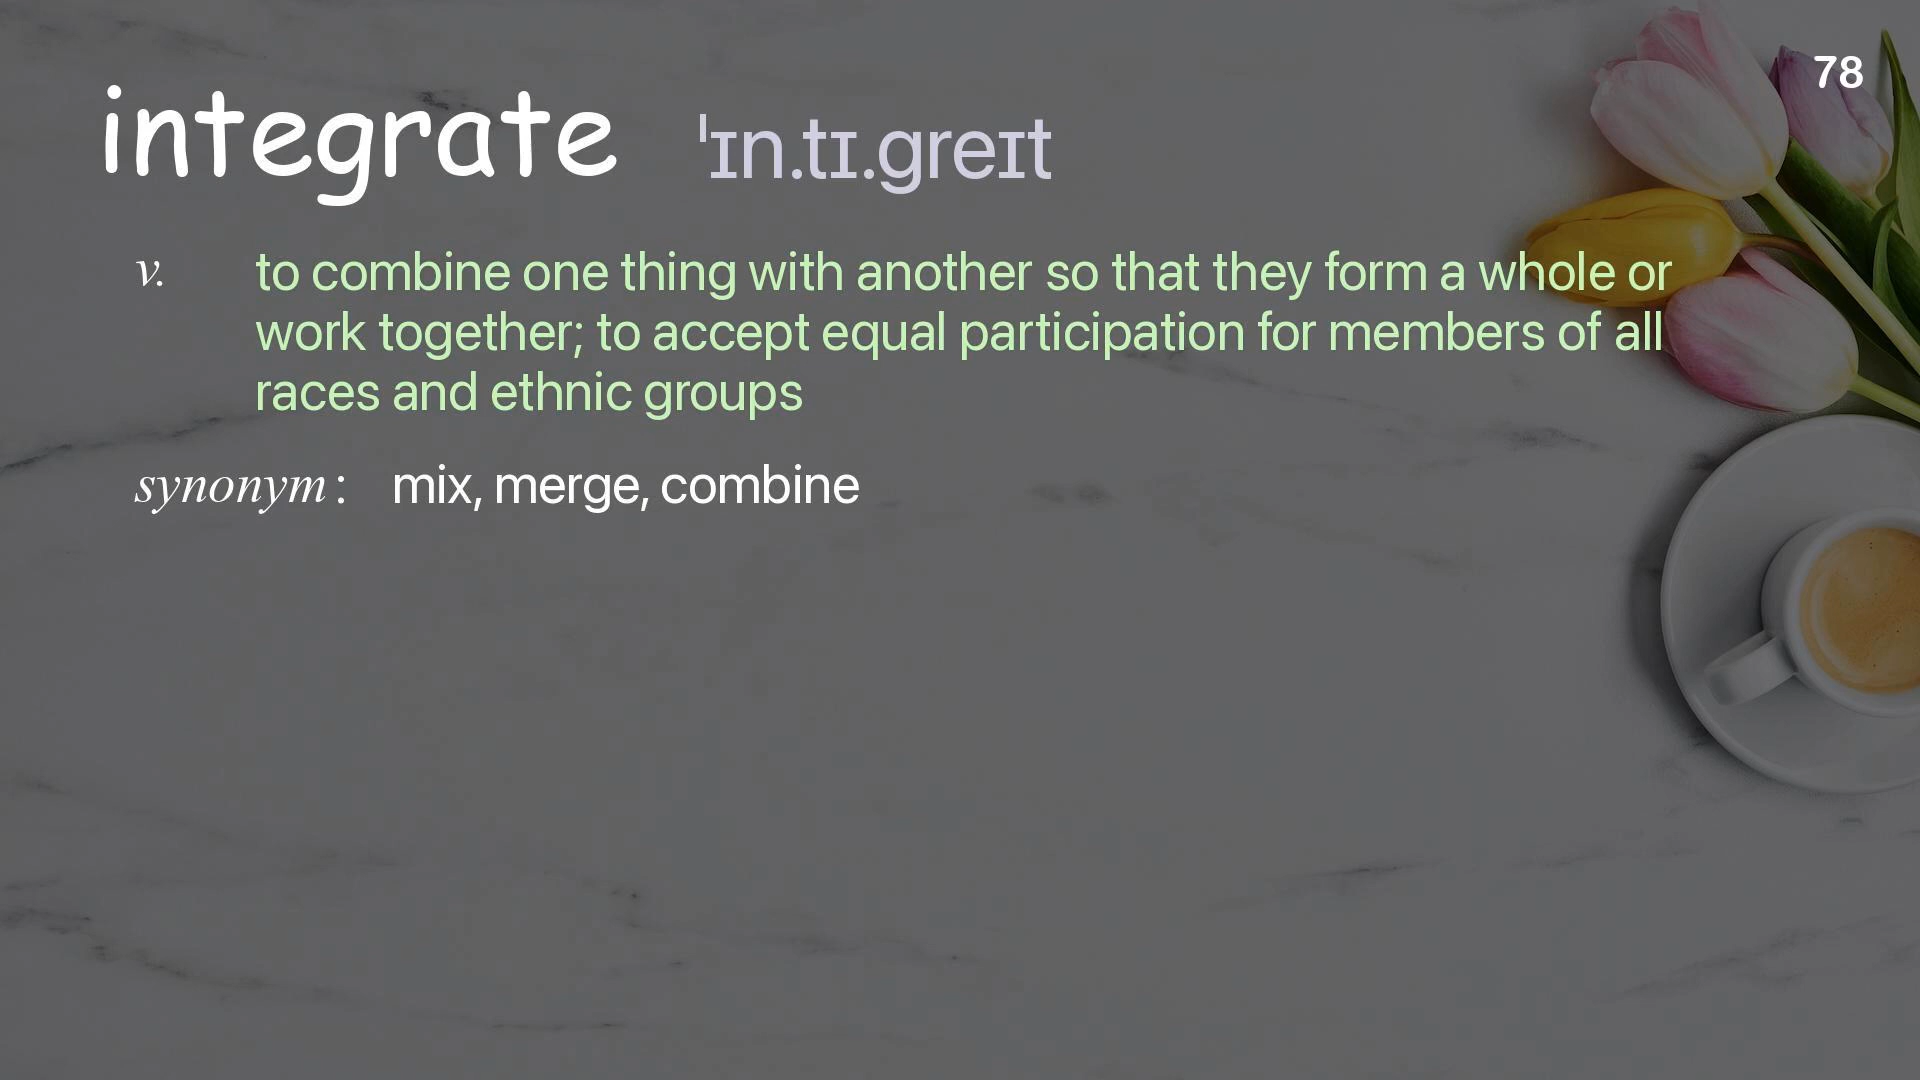 78
integrate ˈɪn.tɪ.ɡreɪt
v. to combine one thing with another so that they form a whole or
work together; to accept equal participation for members of all
races and ethnic groups
synonym : mix, merge, combine